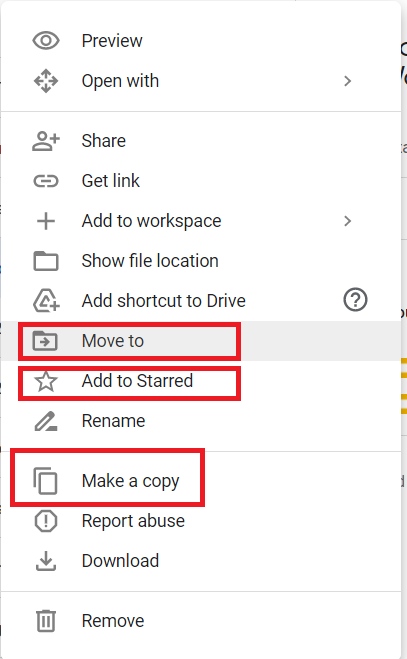 Preview
Open with
Share
Get link
Add to workspace
Show file location
Add shortcut to Drive
Move to
Add to Starred
Rename
Make a copy
Report abuse
Download
Remove